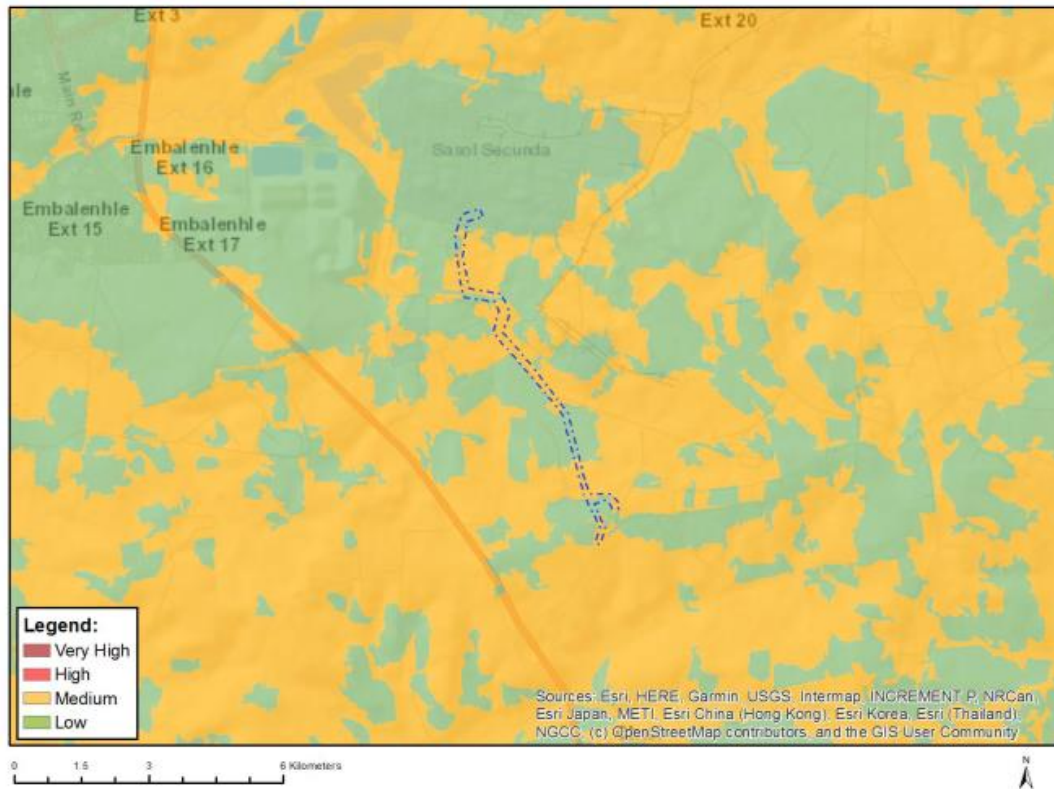 Ext 3
Ext 20
Main Rd
le
Embalenhle
Ext 16
Sasol Secunda
Embalenhle
Ext 15
Embalenhle
Ext 17
Legend:
Very High
High
Medium
Low
Sources: Esri, HERE, Garmin, USGS, Intermap, INCREMENT P, NRCan,
Esri Japan, METI, Esri China (Hong Kong), Esri Korea, Esri (Thailand),
NGCC, (c) OpenStreetMap contributors, and the GIS User Community
0 1.5 3 6 Kilometers
N